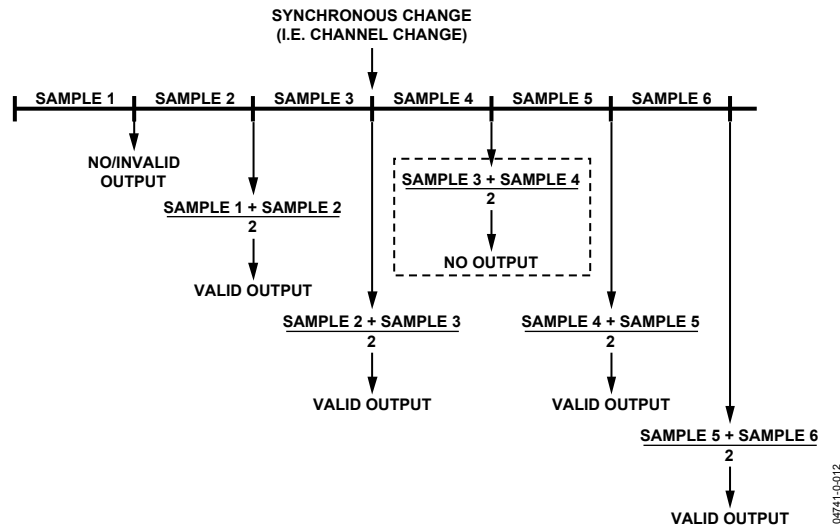 SYNCHRONOUS CHANGE
(I.E. CHANNEL CHANGE)
SAMPLE 1 SAMPLE 2 SAMPLE 3 SAMPLE 4 SAMPLE 5 SAMPLE 6
NO/INVALID
OUTPUT
SAMPLE 1 + SAMPLE 2
2
VALID OUTPUT
SAMPLE 3 + SAMPLE 4
2
NO OUTPUT
SAMPLE 2 + SAMPLE 3
2
VALID OUTPUT
SAMPLE 4 + SAMPLE 5
2
VALID OUTPUT
SAMPLE 5 + SAMPLE 6
2
VALID OUTPUT
04741-0-012